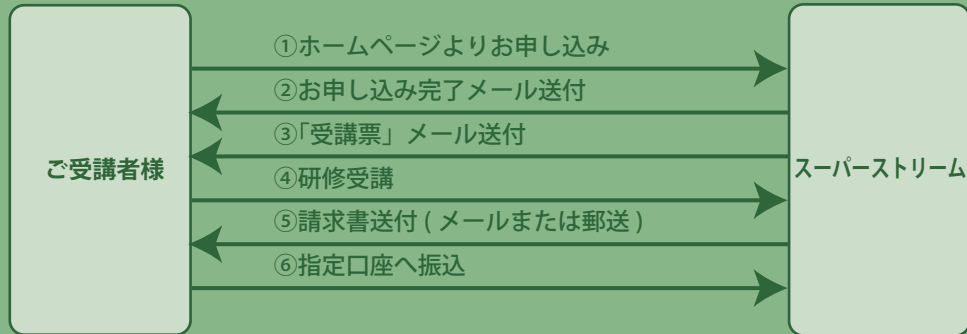 ①ホームページよりお申し込み
②お申し込み完了メール送付
③「受講票」メール送付
ご受講者様
スーパーストリーム
④研修受講
⑤請求書送付 ( メールまたは郵送 )
⑥指定口座へ振込